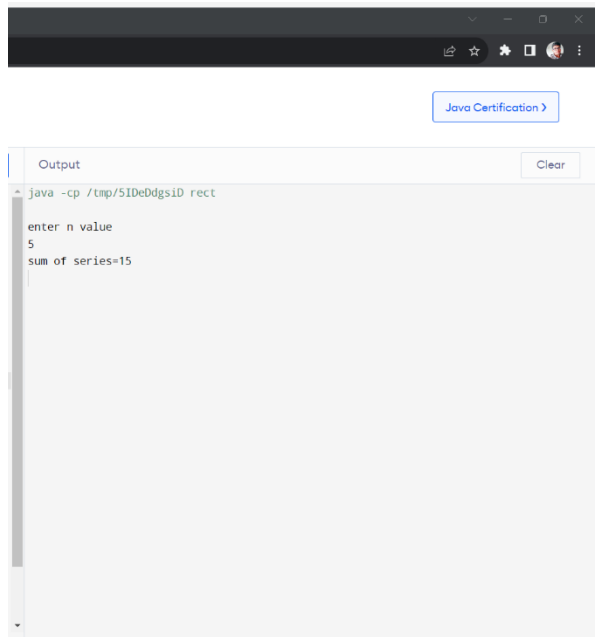 Java Certification >
Output
Clear
java -cp /tmp/5IDeDdgsiD rect
enter n value
5
sum of series=15